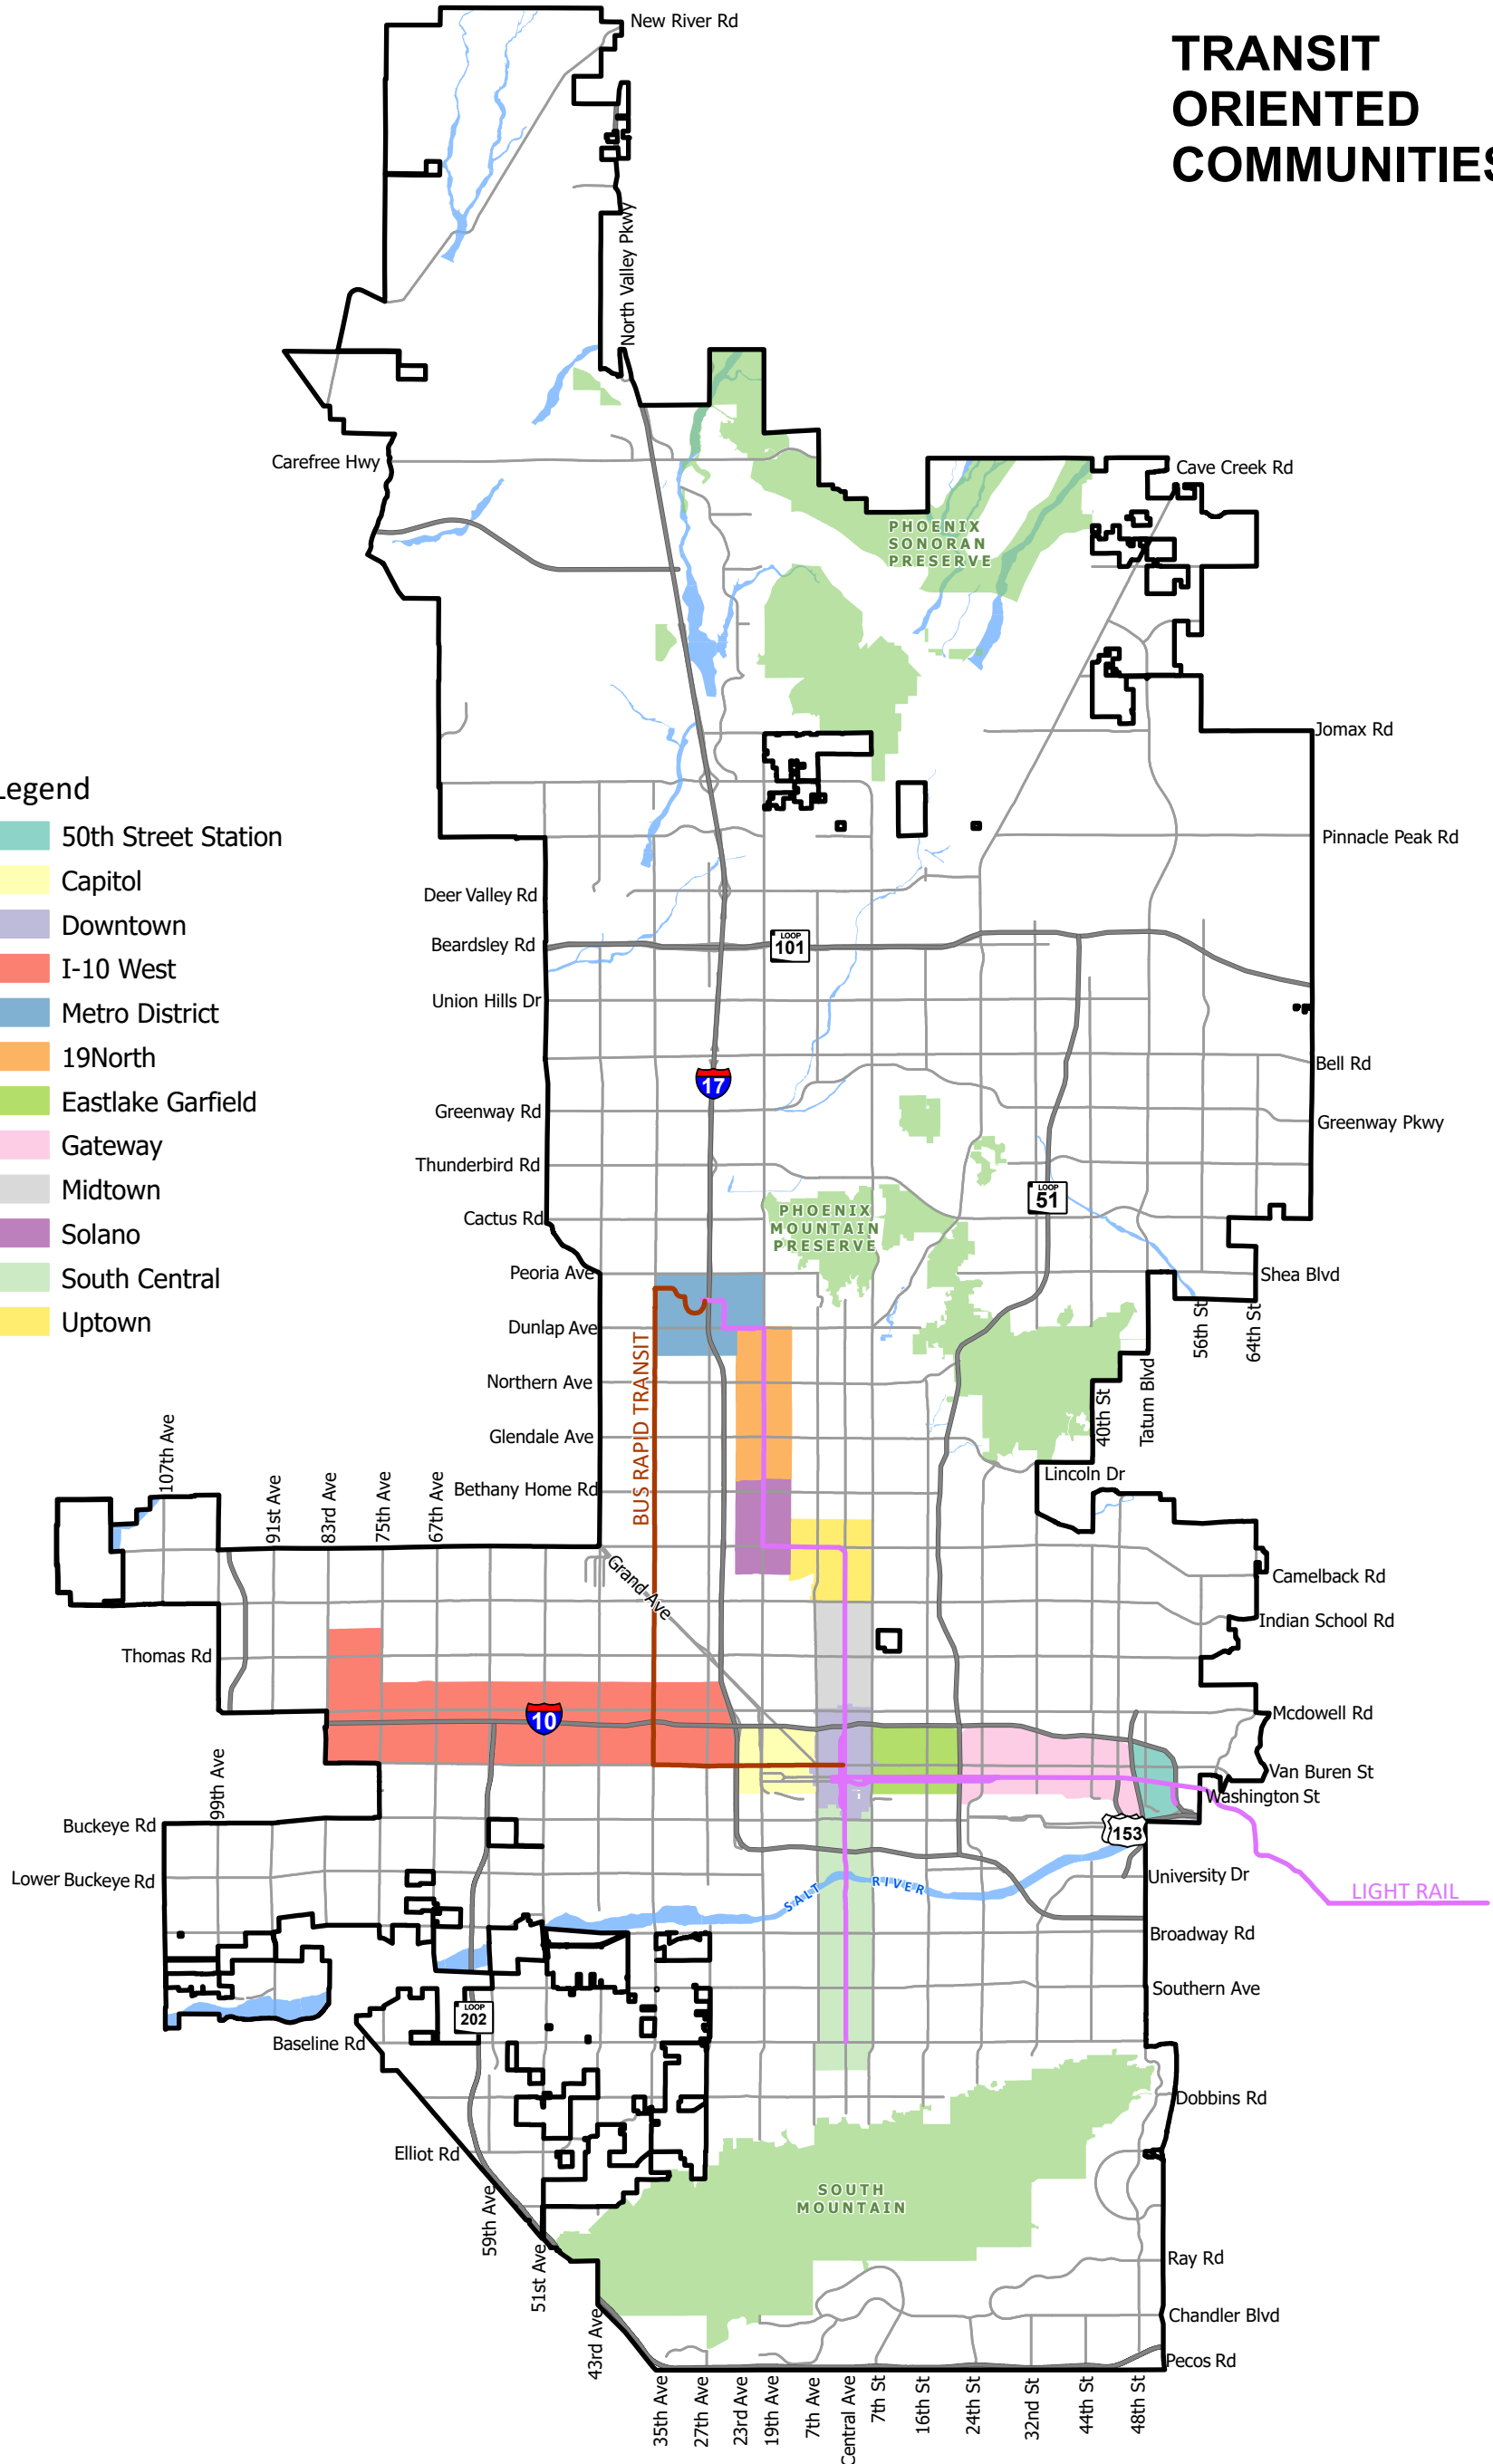 TRANSIT
ORIENTED
COMMUNITIES
New River Rd
North Valley Pkwy
Carefree Hwy
Cave Creek Rd
PHOENIX
SONORAN
PRESERVE
Jomax Rd
Legend
50th Street Station
Capitol
Downtown
I-10 West
Metro District
19North
Eastlake Garfield
Gateway
Midtown
Solano
South Central
Uptown
Pinnacle Peak Rd
Deer Valley Rd
Beardsley Rd
LOOP
101
Union Hills Dr
Bell Rd
17
Greenway Rd
Greenway Pkwy
Thunderbird Rd
LOOP
51
Cactus Rd
PHOENIX
MOUNTAIN
PRESERVE
Peoria Ave
Shea Blvd
56th St
64th St
Dunlap Ave
BUS RAPID TRANSIT
Northern Ave
40th St
Tatum Blvd
Glendale Ave
Lincoln Dr
Bethany Home Rd
107th Ave
91st Ave
83rd Ave
75th Ave
67th Ave
Grand Ave
Camelback Rd
Indian School Rd
Thomas Rd
10
Mcdowell Rd
99th Ave
Van Buren St
Washington St
Buckeye Rd
153
Lower Buckeye Rd
University Dr
SALT RIVER
LIGHT RAIL
Broadway Rd
Southern Ave
LOOP
202
Baseline Rd
Dobbins Rd
Elliot Rd
SOUTH
MOUNTAIN
59th Ave
51st Ave
43rd Ave
Ray Rd
Chandler Blvd
Pecos Rd
35th Ave
27th Ave
23rd Ave
19th Ave
7th Ave
Central Ave
7th St
16th St
24th St
32nd St
44th St
48th St